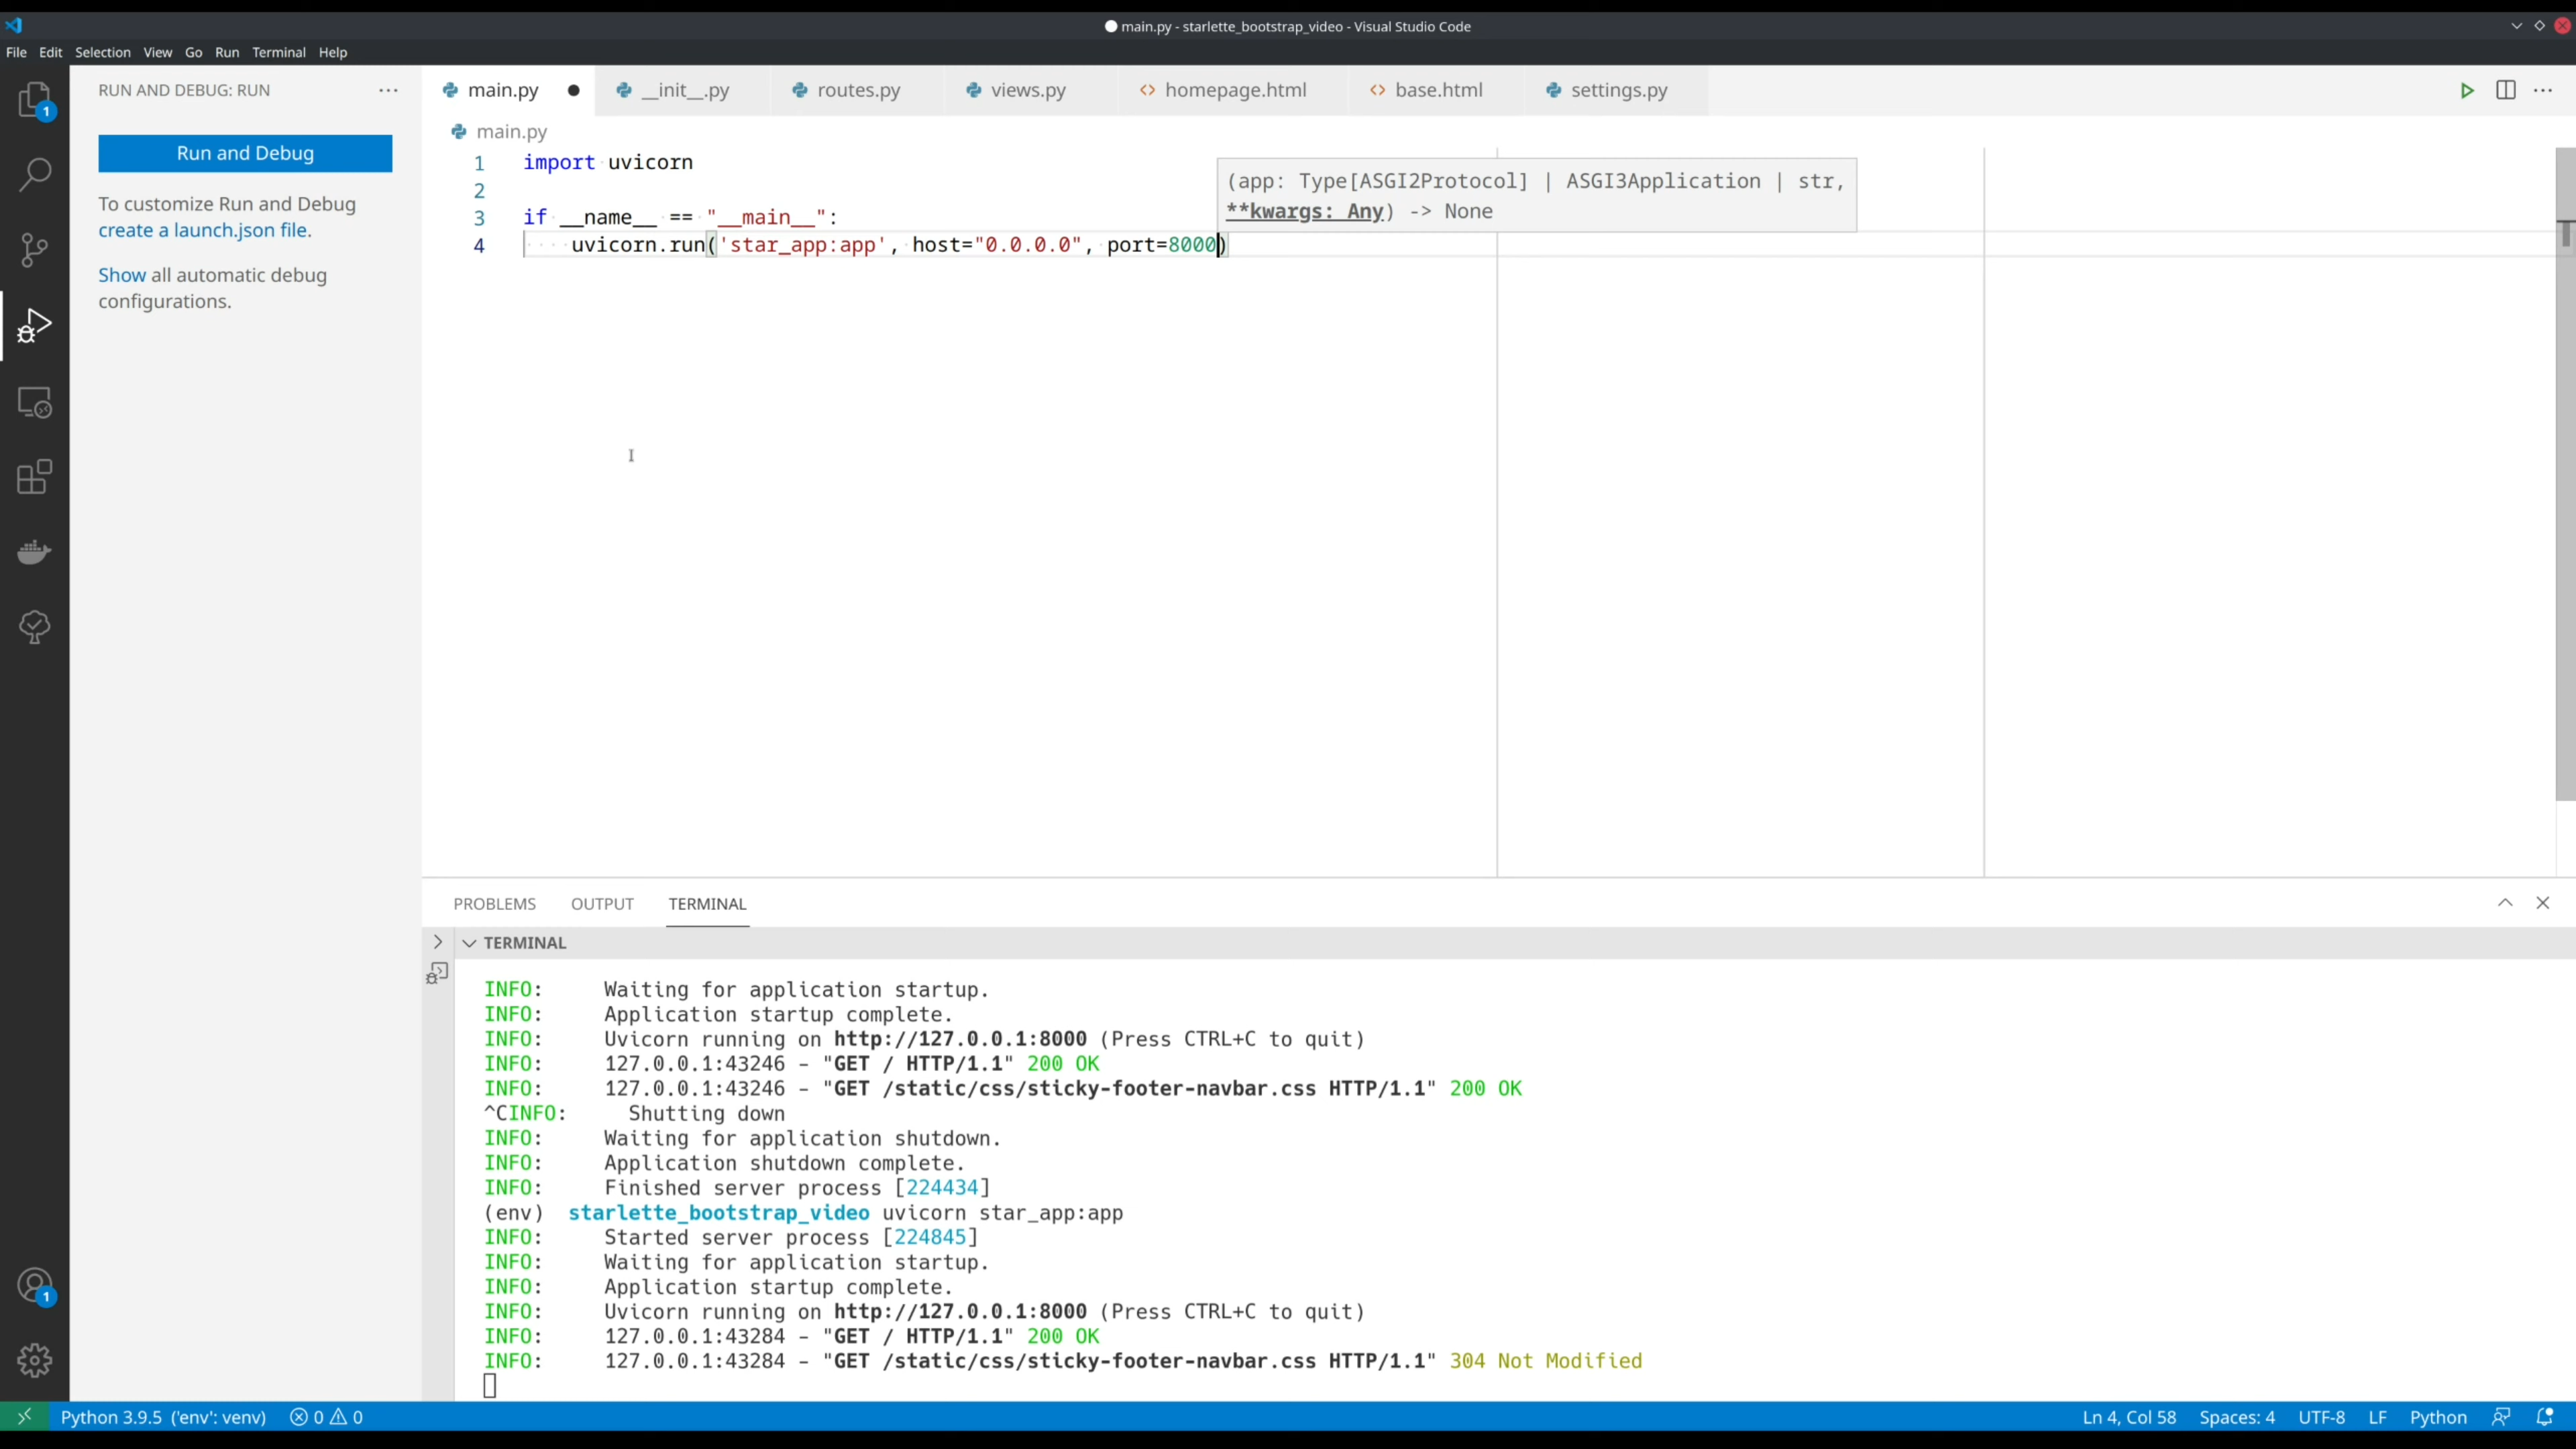 main.py - starlette_bootstrap_video - Visual Studio Code
File Edit Selection View Go Run Terminal Help
RUN AND DEBUG: RUN
Run and Debug
To customize Run and Debug
create a launch.json file.
Show all automatic debug
configurations.
1
main.py __init__.py routes.py views.py homepage.html base.html settings.py
main.py
1 import uvicorn
2
3 if __name__ == "__main__":
4 uvicorn.run('star_app:app', host="0.0.0.0", port=8000)
(app: Type[ASGI2Protocol] | ASGI3Application | str,
**kwargs: Any) -> None
PROBLEMS OUTPUT TERMINAL
TERMINAL
INFO: Waiting for application startup.
INFO: Application startup complete.
INFO: Uvicorn running on http://127.0.0.1:8000 (Press CTRL+C to quit)
INFO: 127.0.0.1:43246 - "GET / HTTP/1.1" 200 OK
INFO: 127.0.0.1:43246 - "GET /static/css/sticky-footer-navbar.css HTTP/1.1" 200 OK
^CINFO: Shutting down
INFO: Waiting for application shutdown.
INFO: Application shutdown complete.
INFO: Finished server process [224434]
(env) starlette_bootstrap_video uvicorn star_app:app
INFO: Started server process [224845]
INFO: Waiting for application startup.
INFO: Application startup complete.
INFO: Uvicorn running on http://127.0.0.1:8000 (Press CTRL+C to quit)
INFO: 127.0.0.1:43284 - "GET / HTTP/1.1" 200 OK
INFO: 127.0.0.1:43284 - "GET /static/css/sticky-footer-navbar.css HTTP/1.1" 304 Not Modified
1
Python 3.9.5 ('env': venv) 0 0 Ln 4, Col 58 Spaces: 4 UTF-8 LF Python